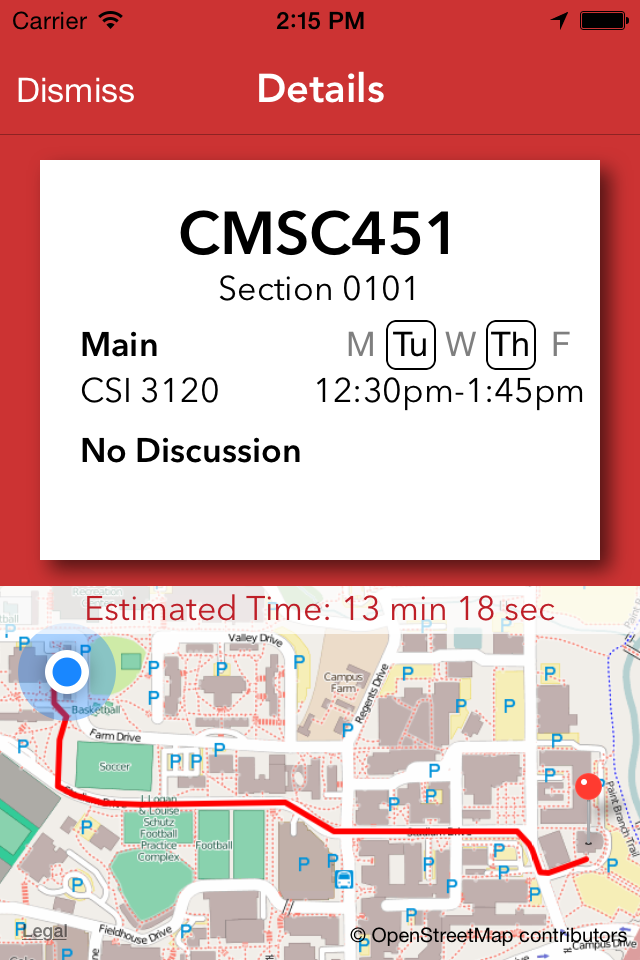 Carrier 2:15 PM
Dismiss Details
CMSC451
Section 0101
Main M Tu W Th F
CSI 3120 12:30pm-1:45pm
No Discussion
Estimated Time: 13 min 18 sec
Valley Drive
Campus
Farm
Regents Drive
Basketball
Farm Drive
Soccer
Paint Branch Trail
Stadium Drive
J. Logan
& Louise
Schutz
Football
Practice
Complex
Football
Fieldhouse Drive
Legal
© OpenStreetMap contributors
Campus Drive